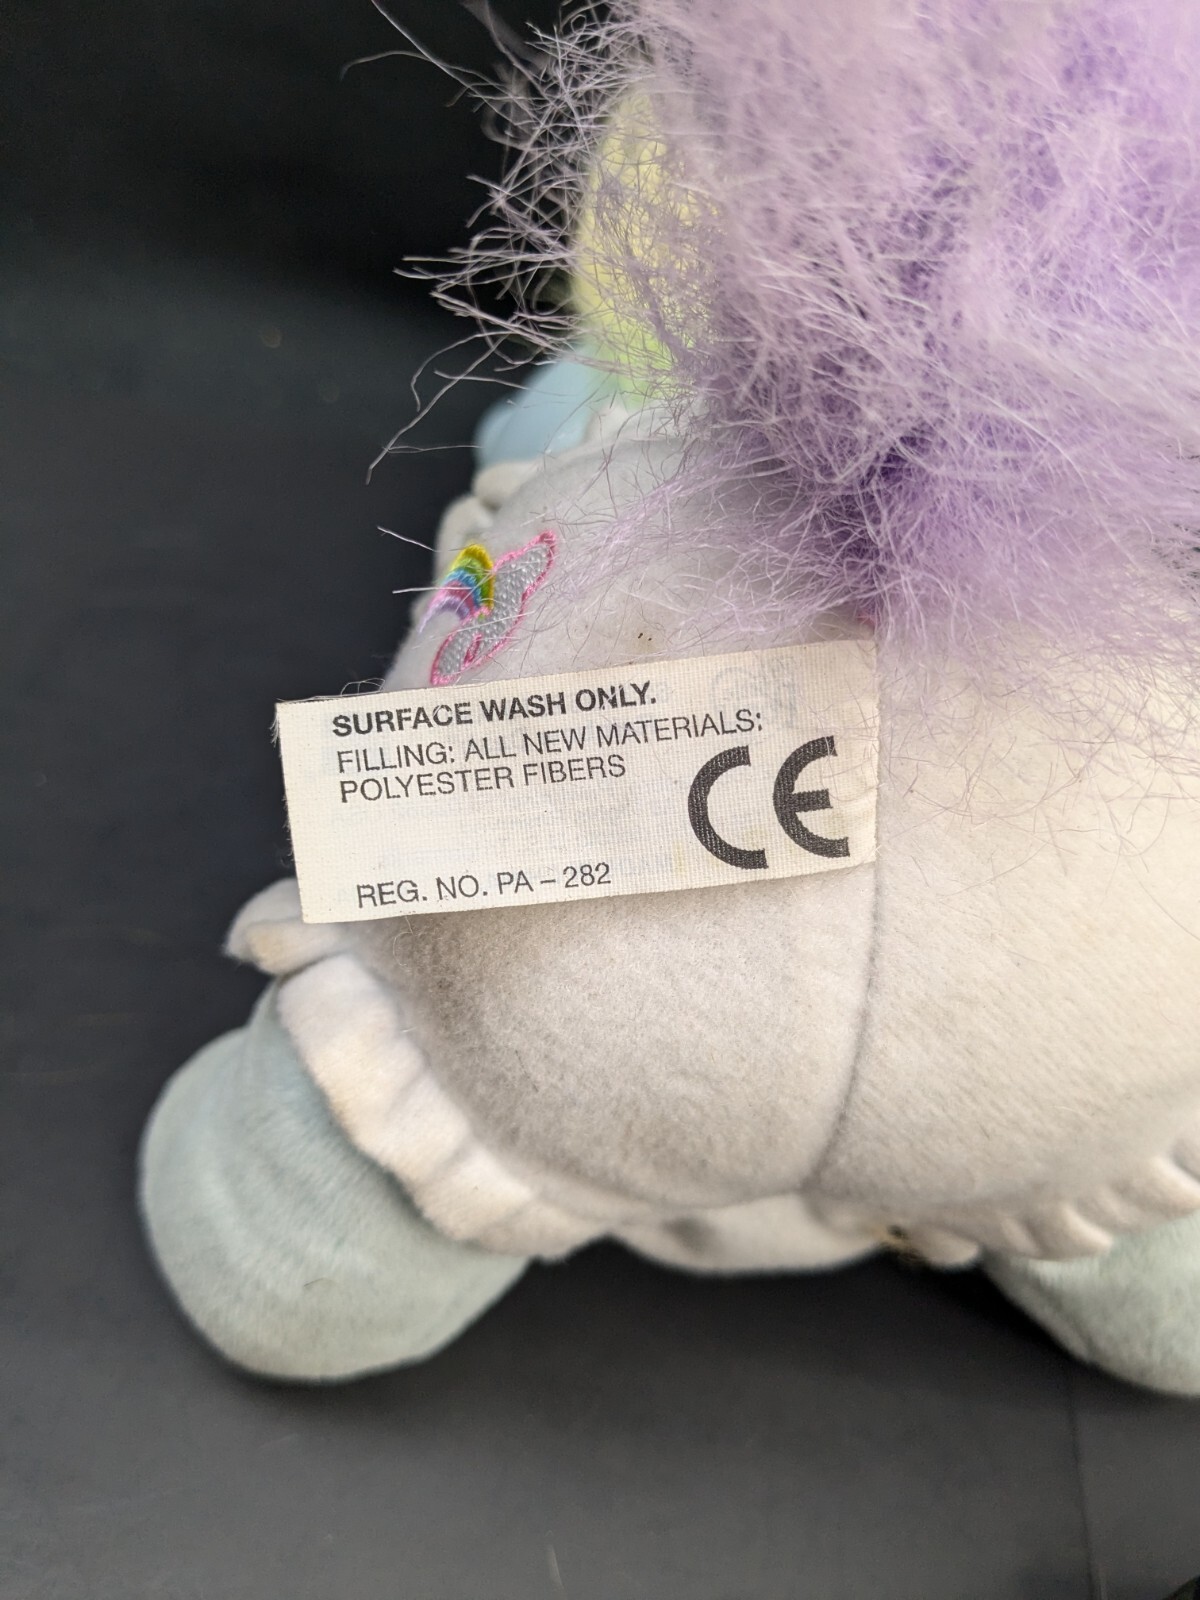 SURFACE WASH ONLY.
FILLING: ALL NEW MATERIALS:
POLYESTER FIBERS
CE
REG. NO. PA – 282